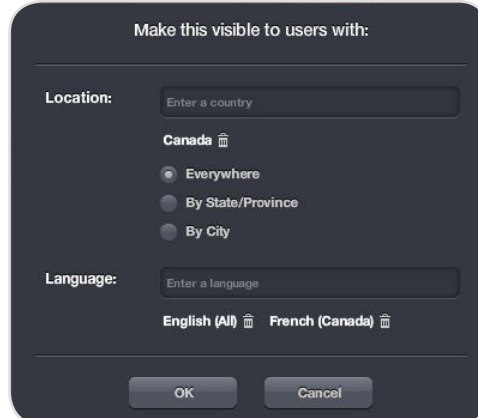 Make this visible to users with:
Location:
Enter a country
Canada
Everywhere
By State/Province
By City
Language:
Enter a language
English (All) French (Canada)
OK Cancel